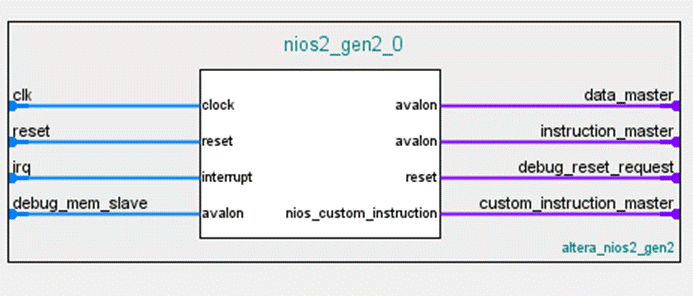 nios2_gen2_0
clk clock avalon data_master
reset reset avalon instruction_master
irq interrupt reset debug_reset_request
debug_mem_slave avalon nios_custom_instruction custom_instruction_master
altera_nios2_gen2